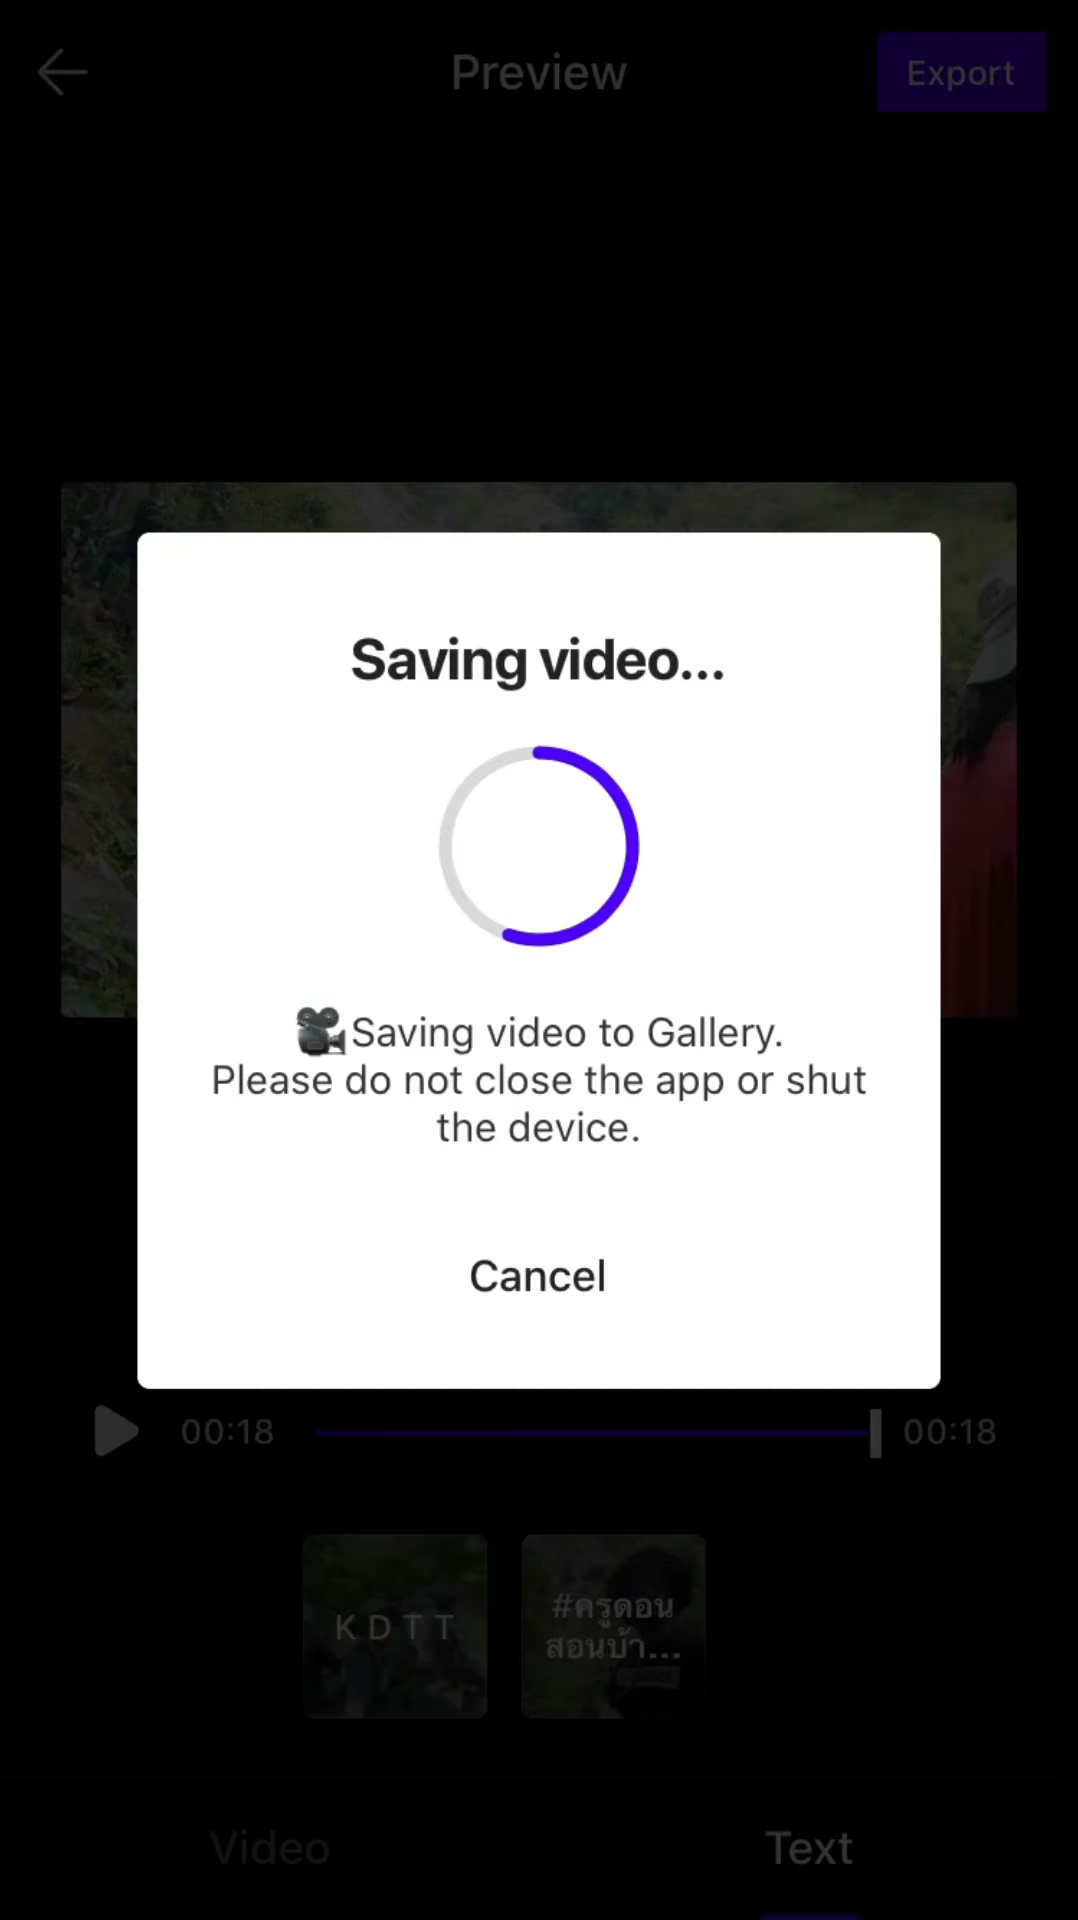 Preview
Export
Saving video...
🎥Saving video to Gallery.
Please do not close the app or shut
the device.
Cancel
00:18
00:18
K D T T
#ครูดอน
สอนบ้า...
Video
Text